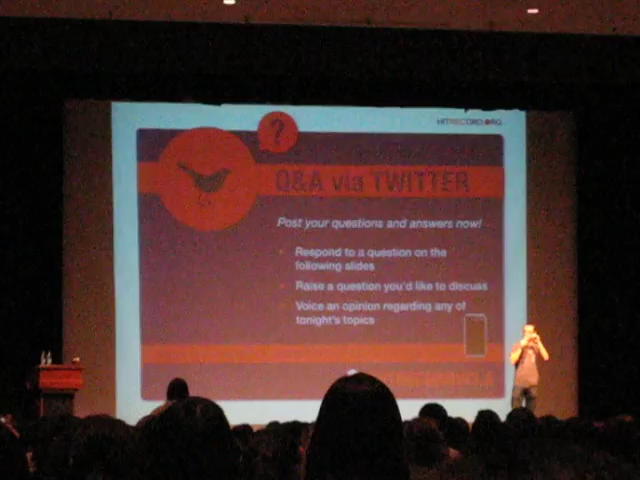 HITRECORD.ORG
?
Q&A via TWITTER
Post your questions and answers now!
Respond to a question on the
following slides
Raise a question you'd like to discuss
Voice an opinion regarding any of
tonight's topics